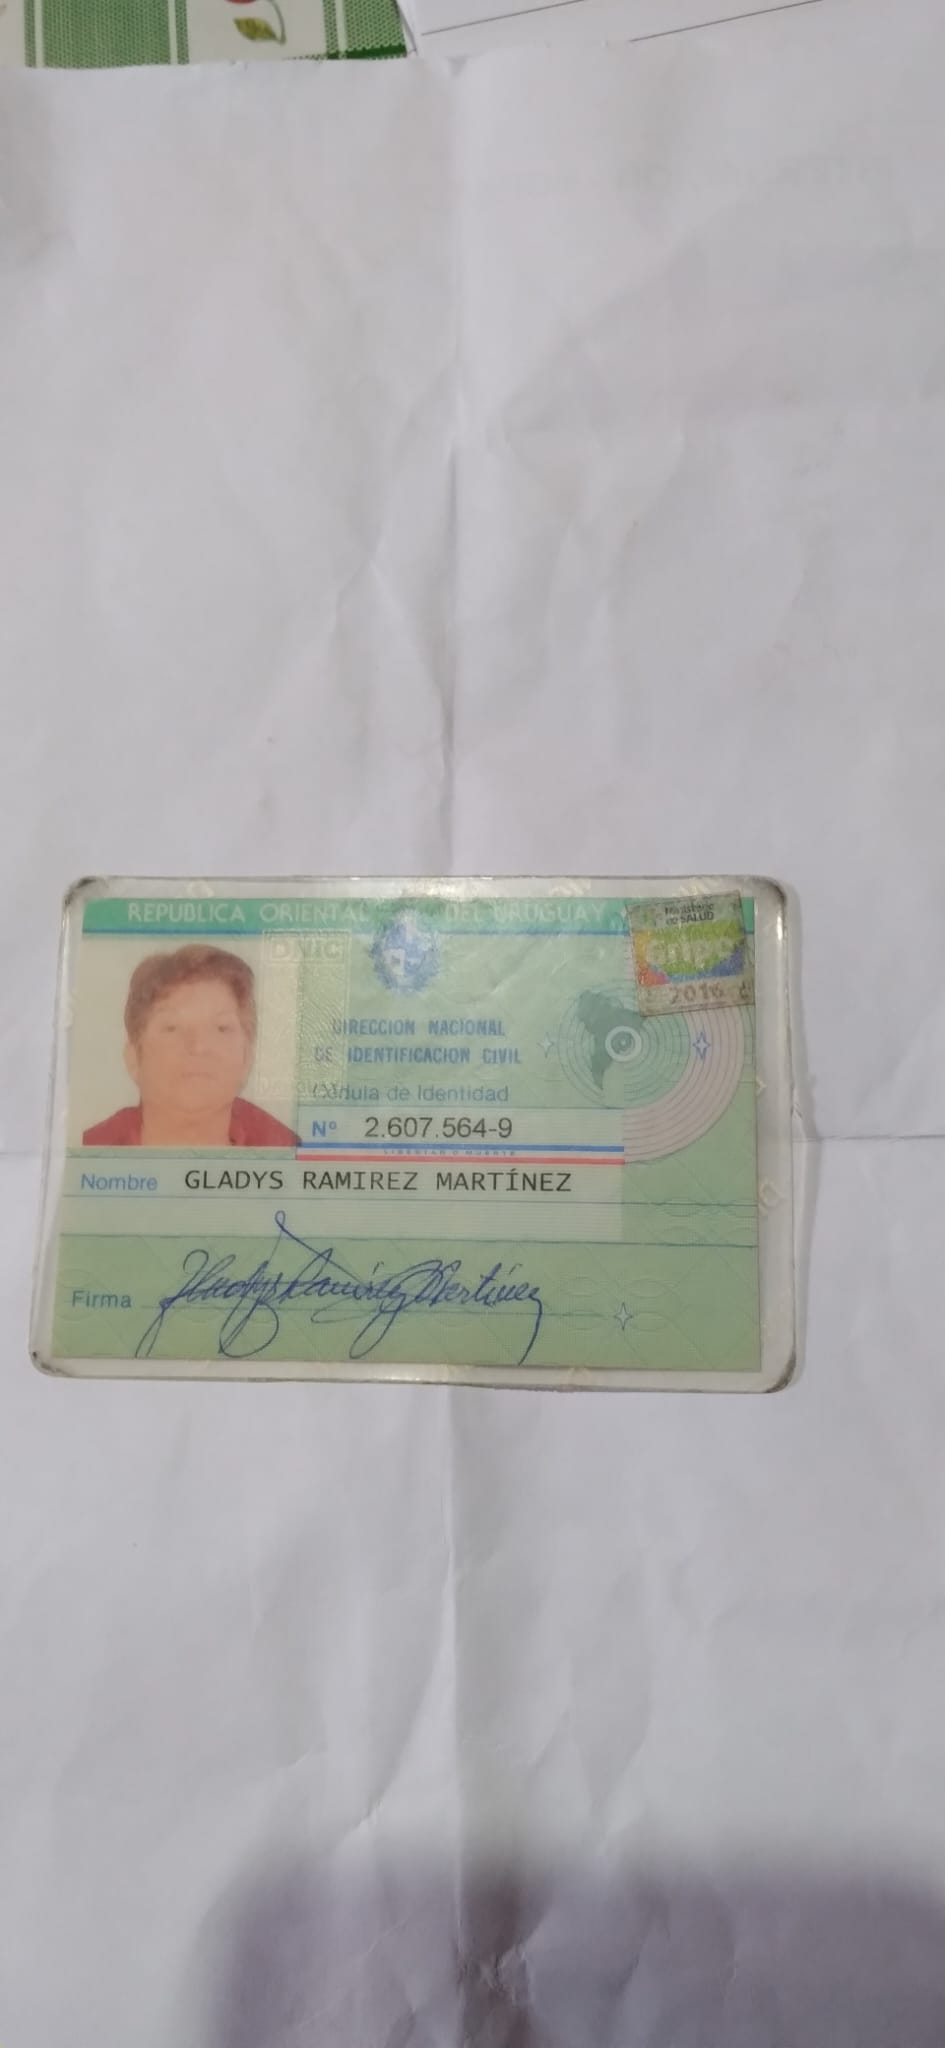 REPUBLICA ORIENTAL DEL URUGUAY
Ministerio
de SALUD
Gripe
2016
DNIC
DIRECCION NACIONAL
DE IDENTIFICACION CIVIL
Cédula de Identidad
Nº 2.607.564-9
LIBERTAD O MUERTE
Nombre GLADYS RAMIREZ MARTÍNEZ
Firma Gladys Ramirez Martinez